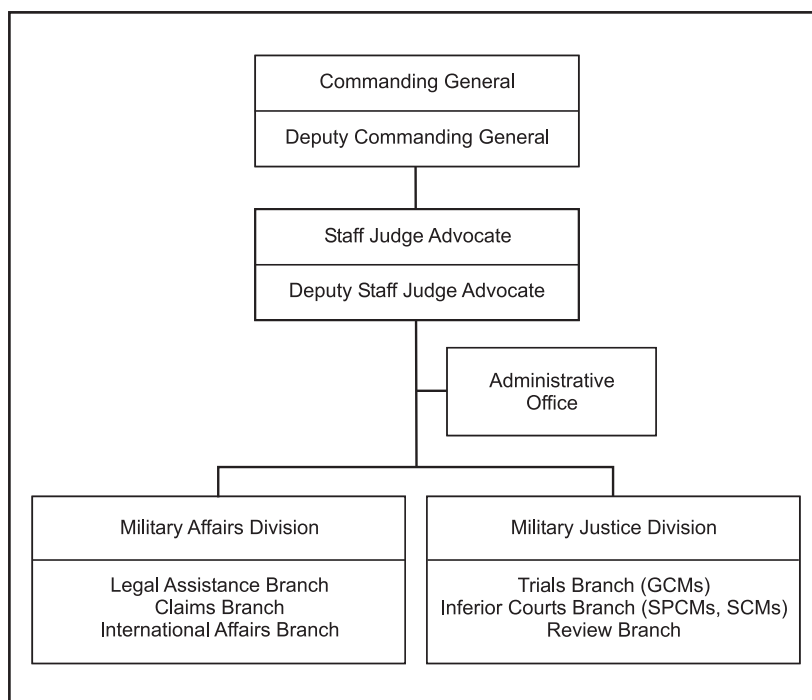 Commanding General
Deputy Commanding General
Staff Judge Advocate
Deputy Staff Judge Advocate
Administrative
Office
Military Affairs Division
Legal Assistance Branch
Claims Branch
International Affairs Branch
Military Justice Division
Trials Branch (GCMs)
Inferior Courts Branch (SPCMs, SCMs)
Review Branch